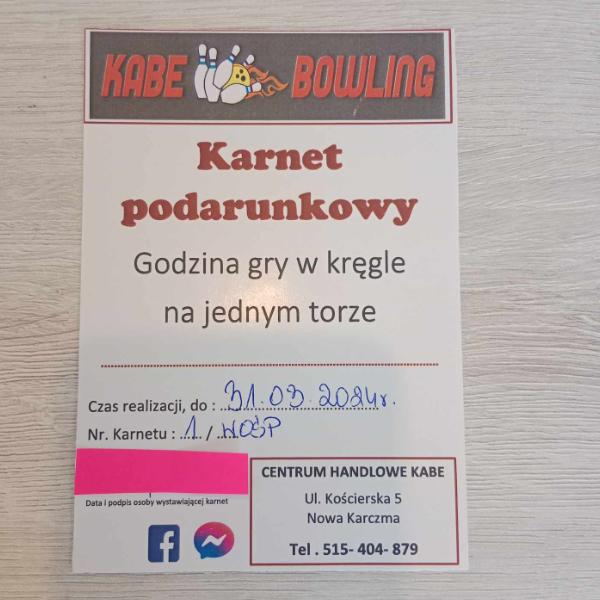 KABE BOWLING
Karnet
podarunkowy
Godzina gry w kręgle
na jednym torze
Czas realizacji, do : 31.03.2024r.
Nr. Karnetu : 1 / WOŚP
Data i podpis osoby wystawiającej karnet
CENTRUM HANDLOWE KABE
Ul. Kościerska 5
Nowa Karczma
Tel . 515- 404- 879